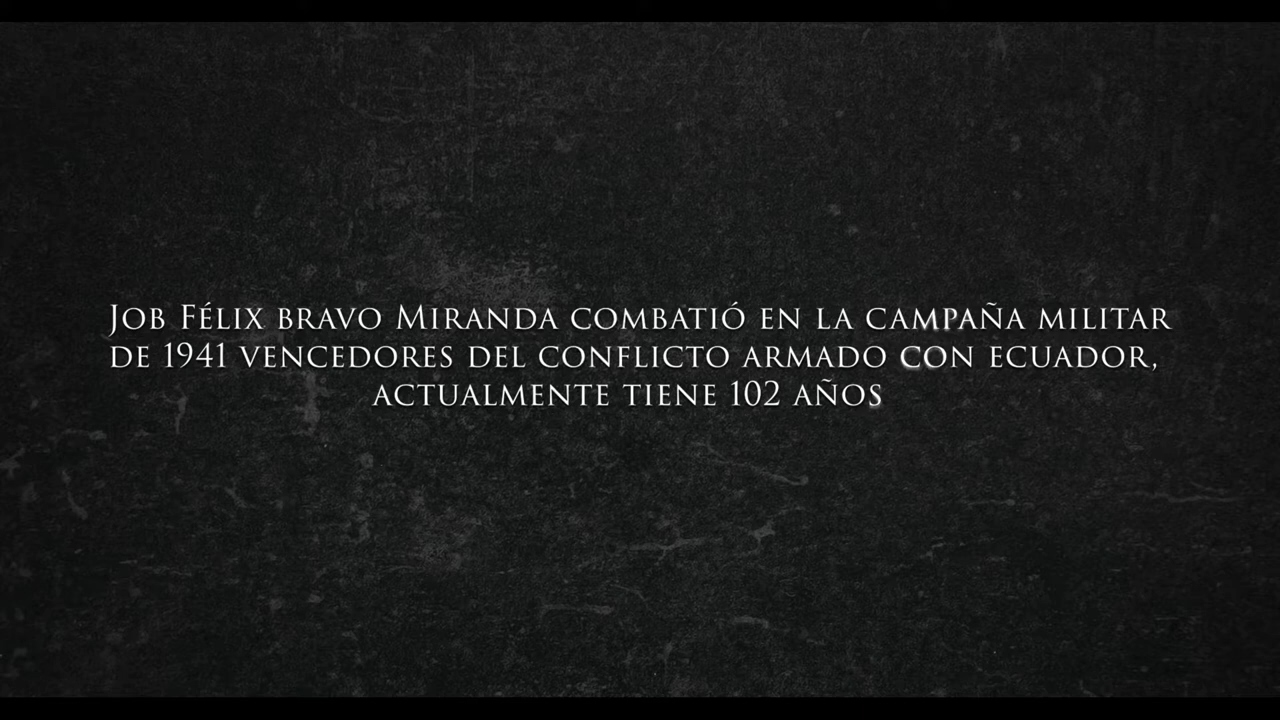 Job Félix bravo Miranda combatió en la campaña militar
de 1941 vencedores del conflicto armado con ecuador,
actualmente tiene 102 años